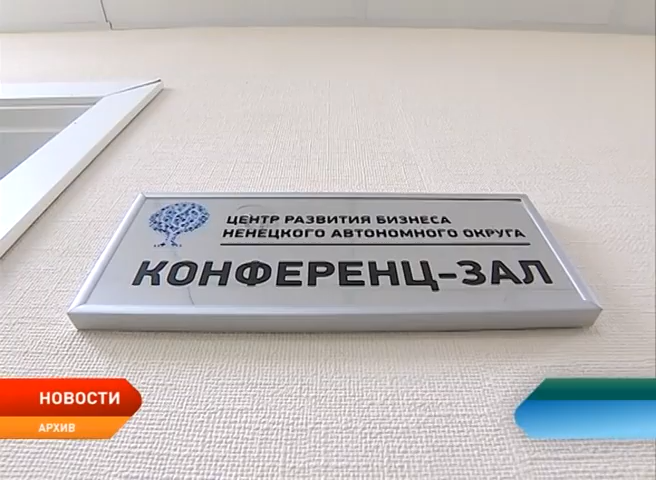 ЦЕНТР РАЗВИТИЯ БИЗНЕСА
НЕНЕЦКОГО АВТОНОМНОГО ОКРУГА
КОНФЕРЕНЦ-ЗАЛ
НОВОСТИ
АРХИВ